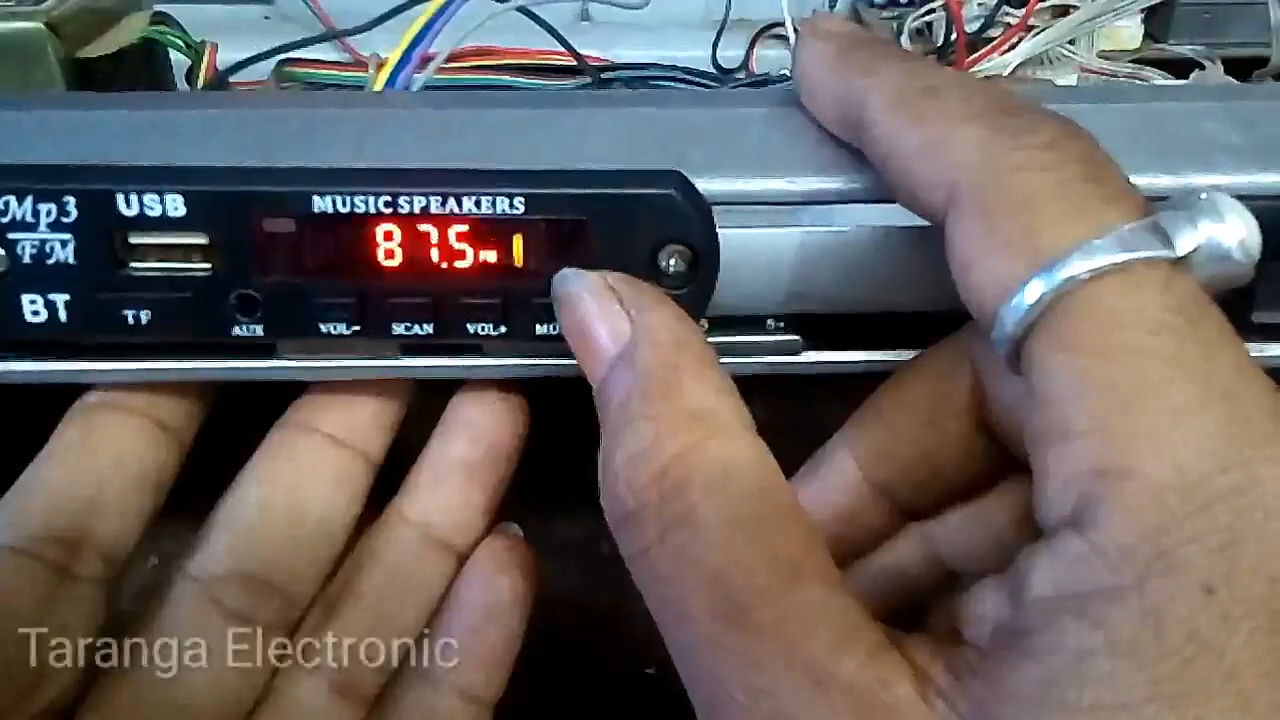 Mp3
FM
USB
MUSIC SPEAKERS
87.5
BT
TF
AUX
VOL-
SCAN
VOL+
Taranga Electronic